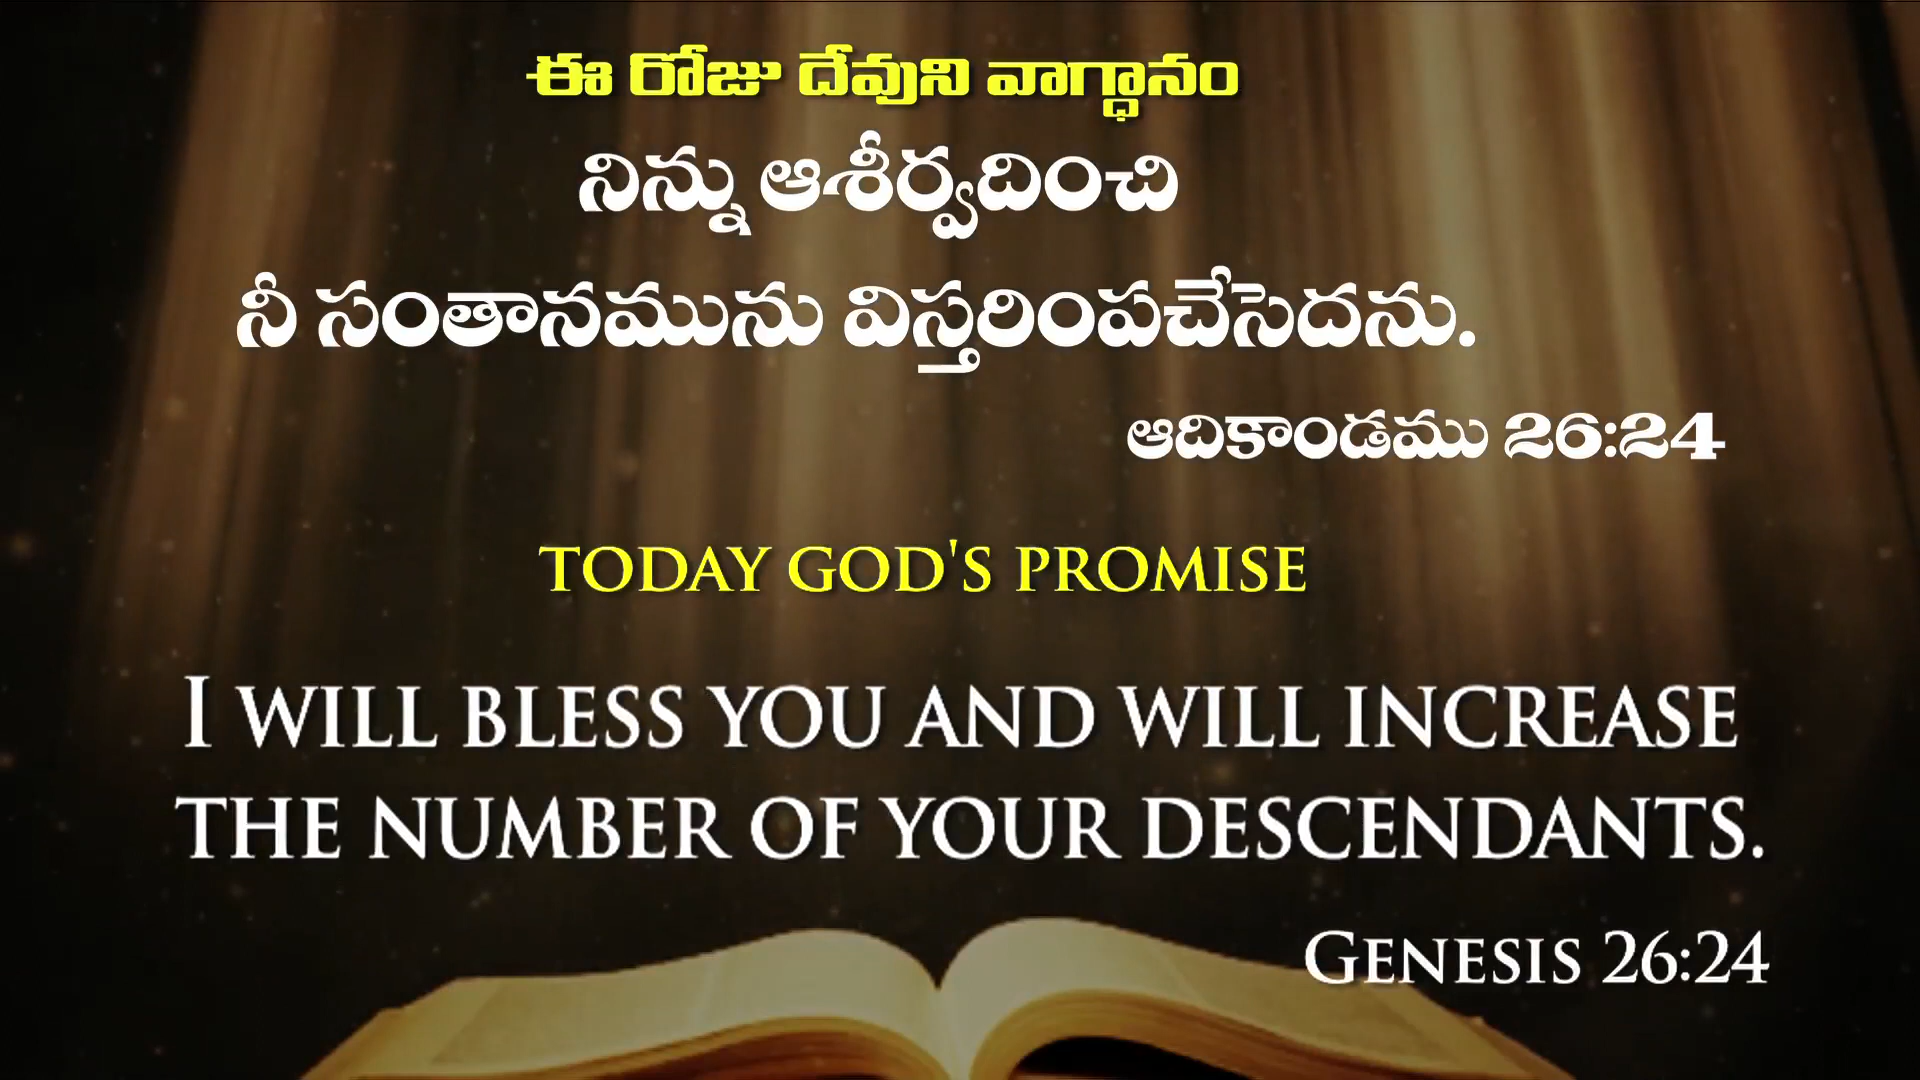 ఈ రోజు దేవుని వాగ్ధానం
నిన్ను ఆశీర్వదించి
నీ సంతానమును విస్తరింపచేసెదను.
ఆదికాండము 26:24
TODAY GOD'S PROMISE
I WILL BLESS YOU AND WILL INCREASE
THE NUMBER OF YOUR DESCENDANTS.
GENESIS 26:24